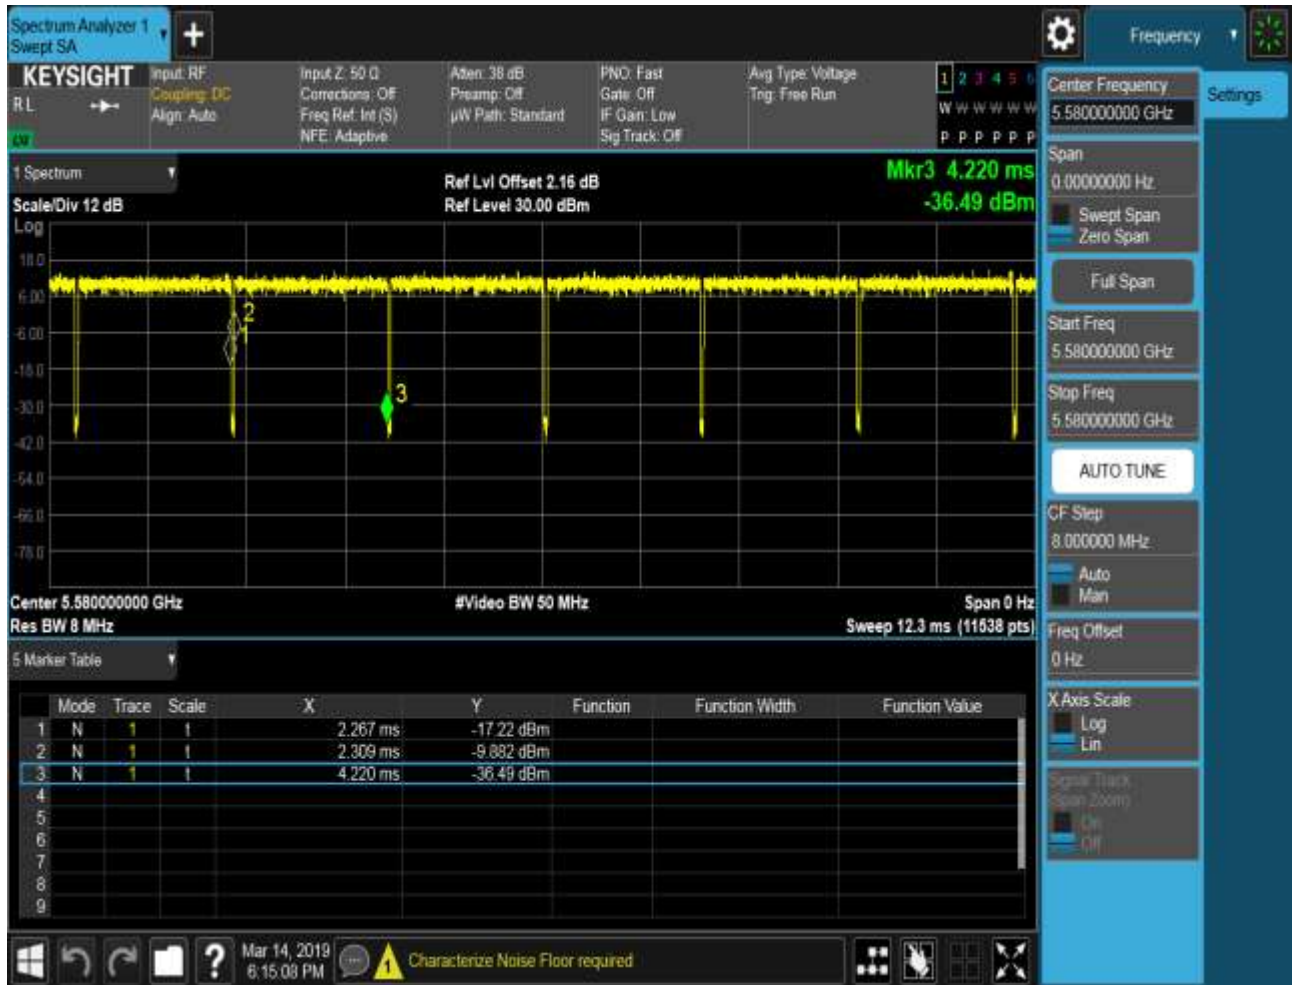 Spectrum Analyzer 1
Swept SA
+
Frequency
KEYSIGHT
RL
Input: RF
Coupling: DC
Align: Auto
Input Z: 50 Ω
Corrections: Off
Freq Ref: Int (S)
NFE: Adaptive
Atten: 38 dB
Preamp: Off
µW Path: Standard
PNO: Fast
Gate: Off
IF Gain: Low
Sig Track: Off
Avg Type: Voltage
Trig: Free Run
1 2 3 4 5 6
W W W W W W
P P P P P P
1 Spectrum
Scale/Div 12 dB
Log
Ref Lvl Offset 2.16 dB
Ref Level 30.00 dBm
Mkr3 4.220 ms
-36.49 dBm
18.0
6.00
-6.00
-18.0
-30.0
-42.0
-54.0
-66.0
-78.0
2
1
3
Center 5.580000000 GHz
#Video BW 50 MHz
Span 0 Hz
Res BW 8 MHz
Sweep 12.3 ms (11538 pts)
5 Marker Table
Mode Trace Scale X Y Function Function Width Function Value
1 N 1 t 2.267 ms -17.22 dBm
2 N 1 t 2.309 ms -9.882 dBm
3 N 1 t 4.220 ms -36.49 dBm
4
5
6
7
8
9
?
Mar 14, 2019
6:15:08 PM
1
Characterize Noise Floor required
Settings
Center Frequency
5.580000000 GHz
Span
0.00000000 Hz
Swept Span
Zero Span
Full Span
Start Freq
5.580000000 GHz
Stop Freq
5.580000000 GHz
AUTO TUNE
CF Step
8.000000 MHz
Auto
Man
Freq Offset
0 Hz
X Axis Scale
Log
Lin
Signal Track
(Span Zoom)
On
Off